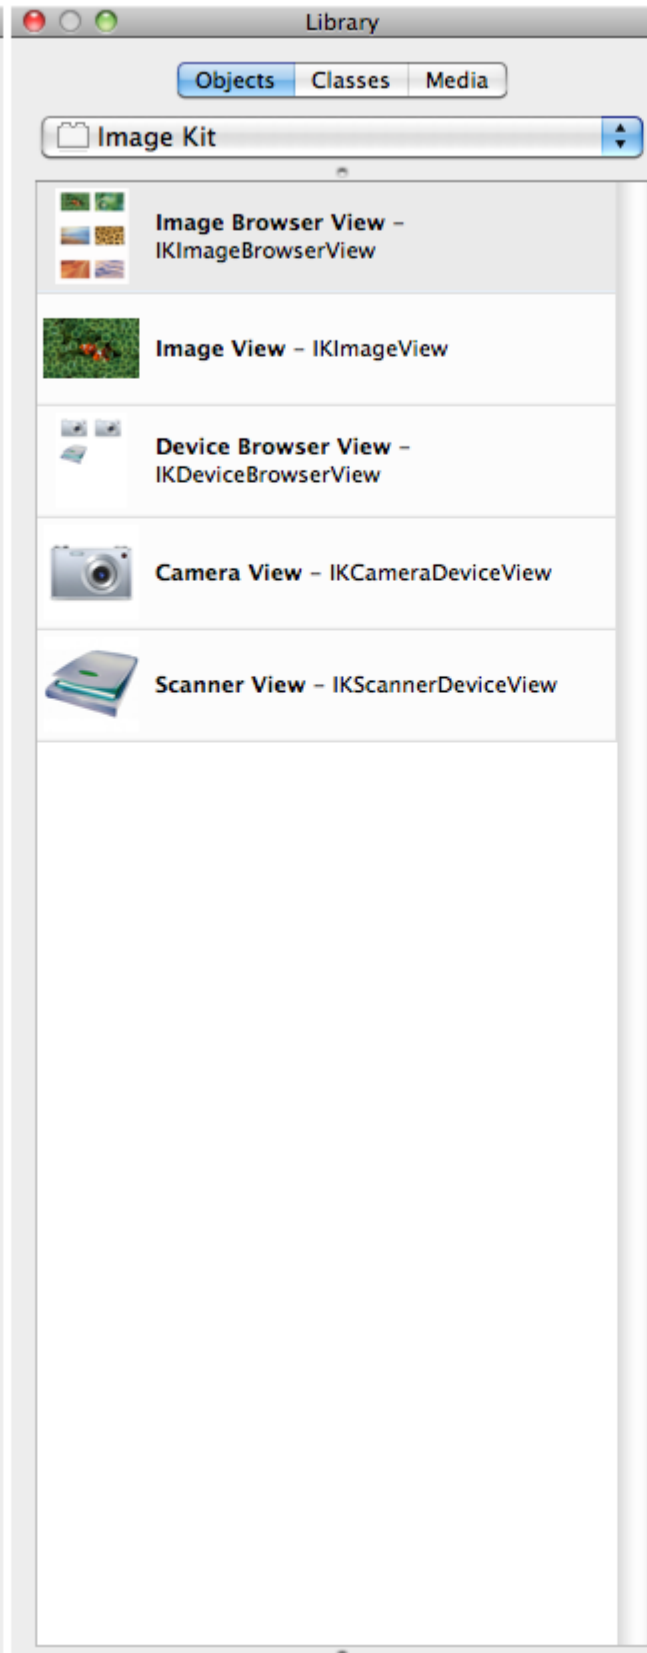 Library
Objects Classes Media
Image Kit
Image Browser View –
IKImageBrowserView
Image View – IKImageView
Device Browser View –
IKDeviceBrowserView
Camera View – IKCameraDeviceView
Scanner View – IKScannerDeviceView